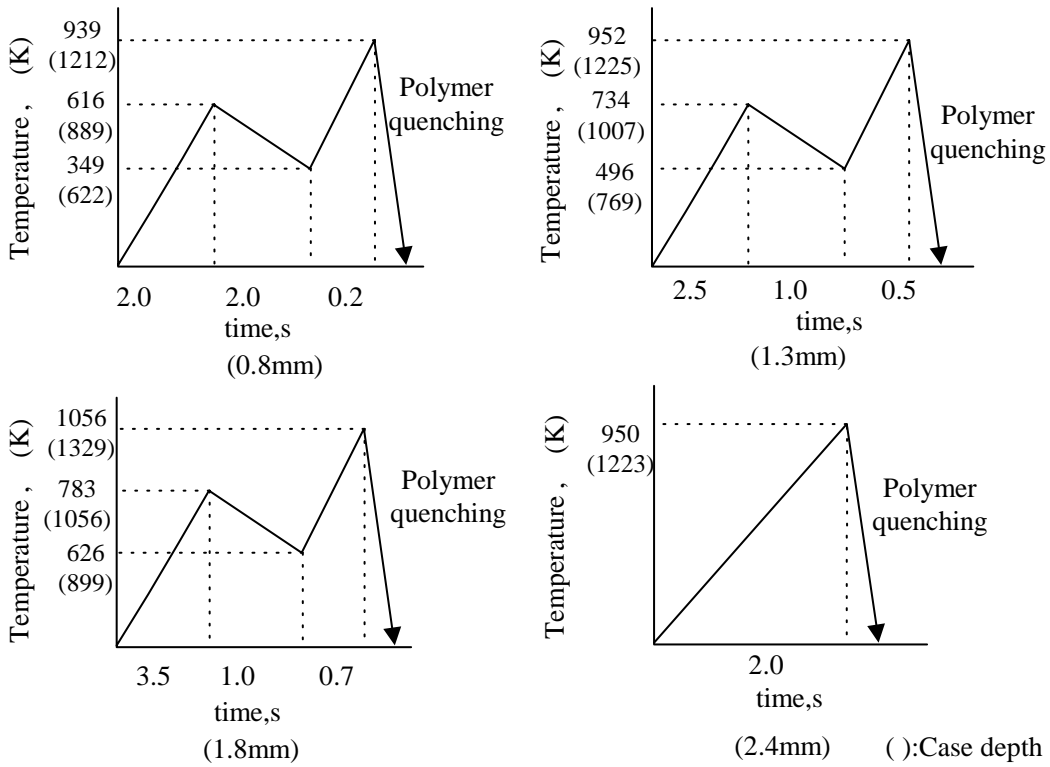 Temperature , (K)
939
(1212)
616
(889)
349
(622)
Polymer
quenching
2.0 2.0 0.2
time,s
(0.8mm)
Temperature , (K)
952
(1225)
734
(1007)
496
(769)
Polymer
quenching
2.5 1.0 0.5
time,s
(1.3mm)
Temperature , (K)
1056
(1329)
783
(1056)
626
(899)
Polymer
quenching
3.5 1.0 0.7
time,s
(1.8mm)
Temperature , (K)
950
(1223)
Polymer
quenching
2.0
time,s
(2.4mm) ( ):Case depth